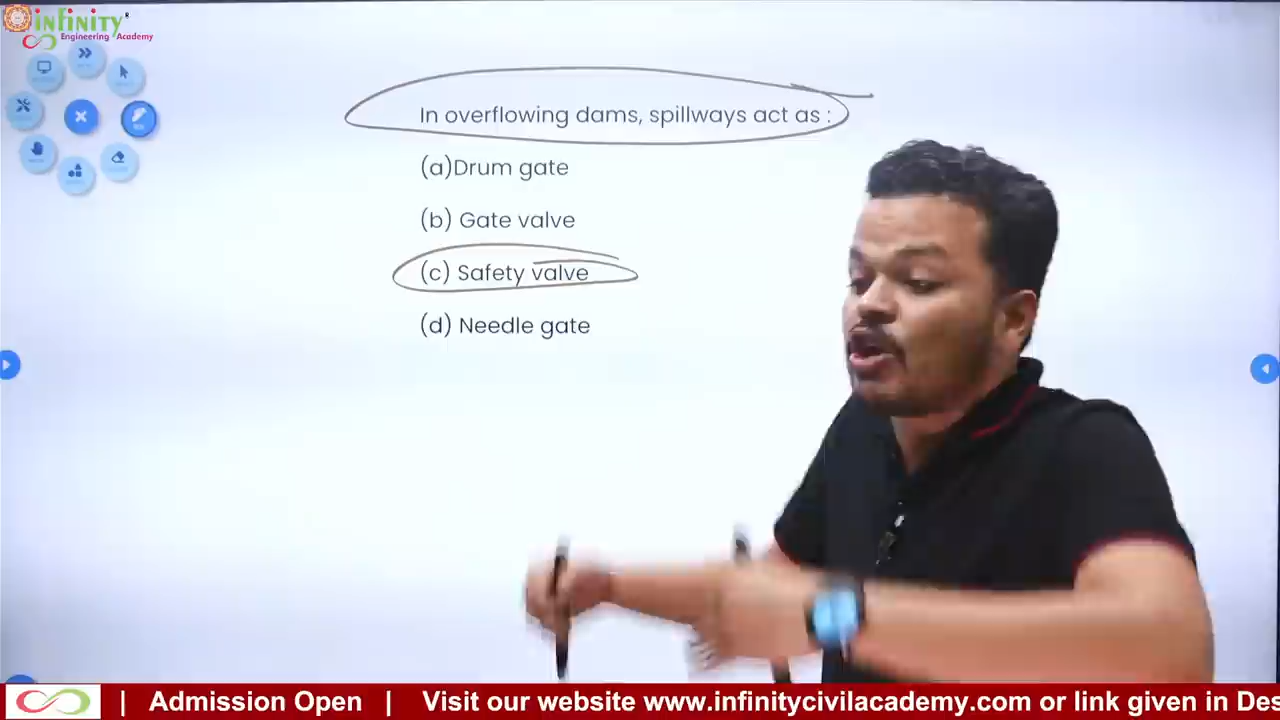 infinity
Engineering Academy
In overflowing dams, spillways act as :
(a)Drum gate
(b) Gate valve
(c) Safety valve
(d) Needle gate
| Admission Open | Visit our website www.infinitycivilacademy.com or link given in Des